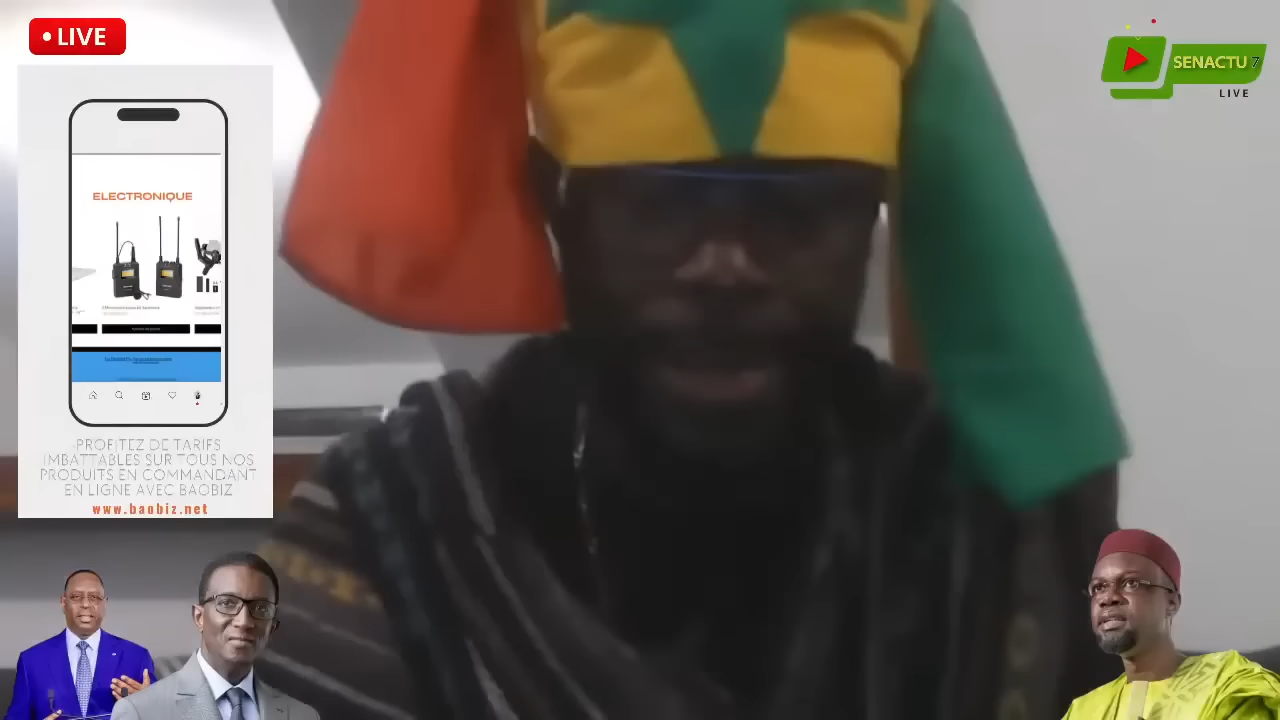 LIVE
SENACTU 7
LIVE
ELECTRONIQUE
PROFITEZ DE TARIFS
IMBATTABLES SUR TOUS NOS
PRODUITS EN COMMANDANT
EN LIGNE AVEC BAOBIZ
www.baobiz.net